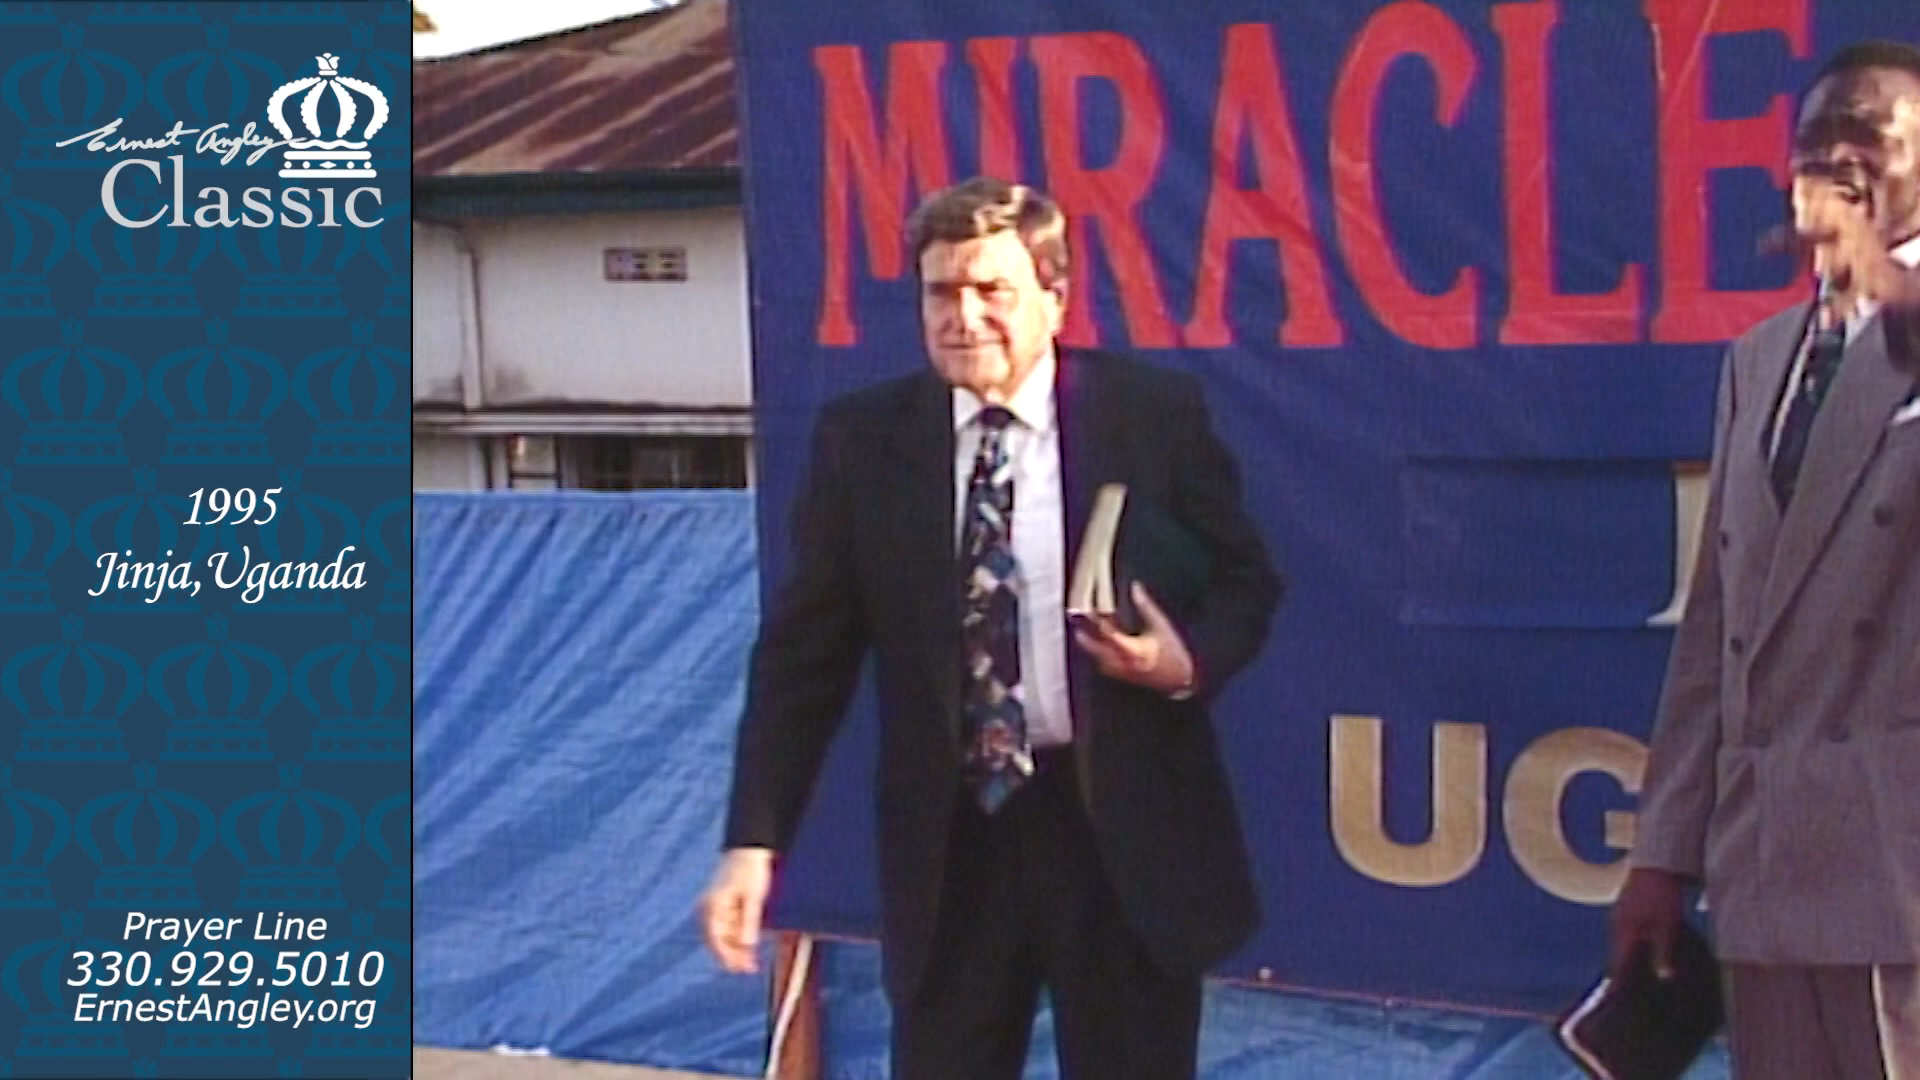 Ernest Angley
Classic
1995
Jinja,Uganda
Prayer Line
330.929.5010
ErnestAngley.org
MIRACLE
UG